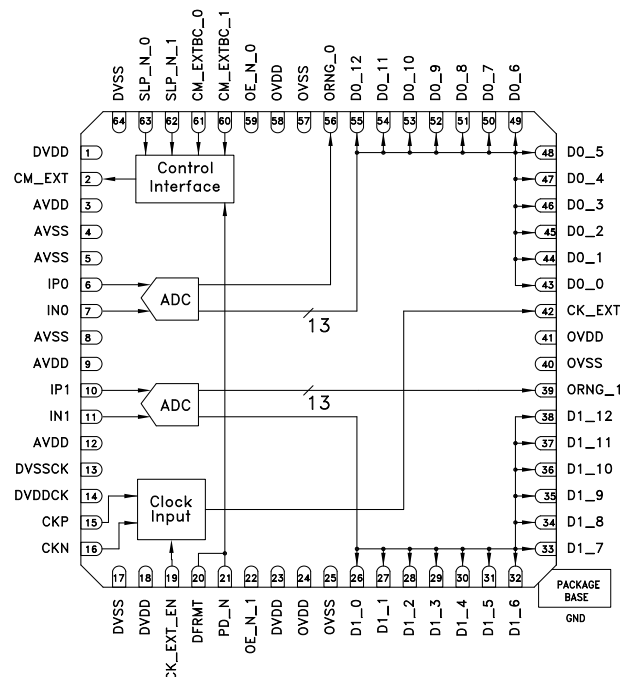 DVSS
SLP_N_0
SLP_N_1
CM_EXTBC_0
CM_EXTBC_1
OE_N_0
OVDD
OVSS
ORNG_0
D0_12
D0_11
D0_10
D0_9
D0_8
D0_7
D0_6
64
63
62
61
60
59
58
57
56
55
54
53
52
51
50
49
DVDD 1
CM_EXT 2
AVDD 3
AVSS 4
AVSS 5
IP0 6
IN0 7
AVSS 8
AVDD 9
IP1 10
IN1 11
AVDD 12
DVSSCK 13
DVDDCK 14
CKP 15
CKN 16
Control
Interface
ADC
13
ADC
13
Clock
Input
48 D0_5
47 D0_4
46 D0_3
45 D0_2
44 D0_1
43 D0_0
42 CK_EXT
41 OVDD
40 OVSS
39 ORNG_1
38 D1_12
37 D1_11
36 D1_10
35 D1_9
34 D1_8
33 D1_7
17
18
19
20
21
22
23
24
25
26
27
28
29
30
31
32
DVSS
DVDD
CK_EXT_EN
DFRMT
PD_N
OE_N_1
DVDD
OVDD
OVSS
D1_0
D1_1
D1_2
D1_3
D1_4
D1_5
D1_6
PACKAGE
BASE
GND